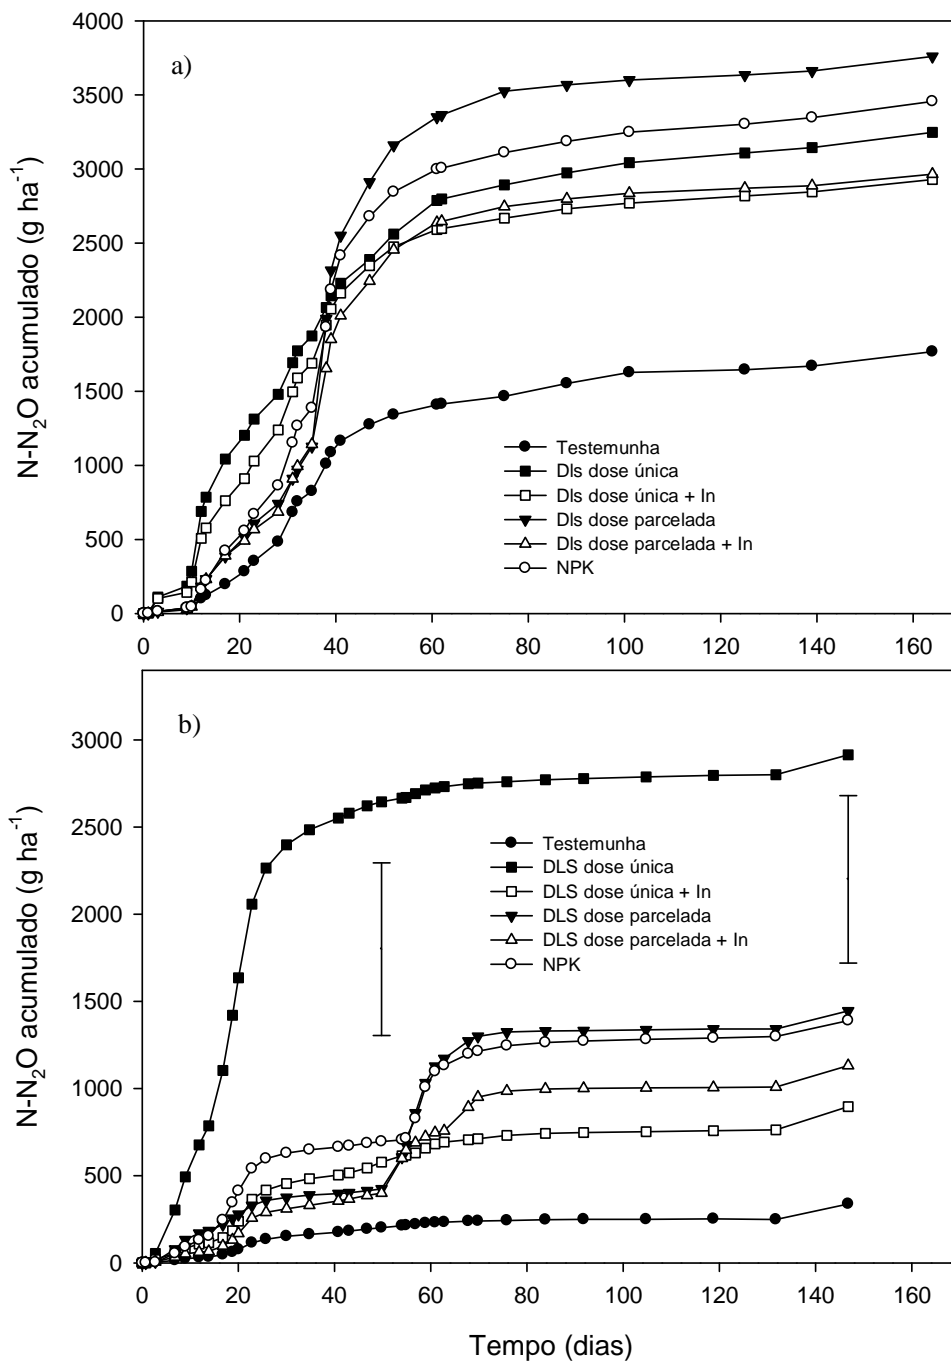 4000
a)
3500
3000
2500
2000
1500
1000
500
0
N-N2O acumulado (g ha-1)
Testemunha
Dls dose única
Dls dose única + In
Dls dose parcelada
Dls dose parcelada + In
NPK
0 20 40 60 80 100 120 140 160
b)
3000
2500
2000
1500
1000
500
0
N-N2O acumulado (g ha-1)
Testemunha
DLS dose única
DLS dose única + In
DLS dose parcelada
DLS dose parcelada + In
NPK
0 20 40 60 80 100 120 140 160
Tempo (dias)